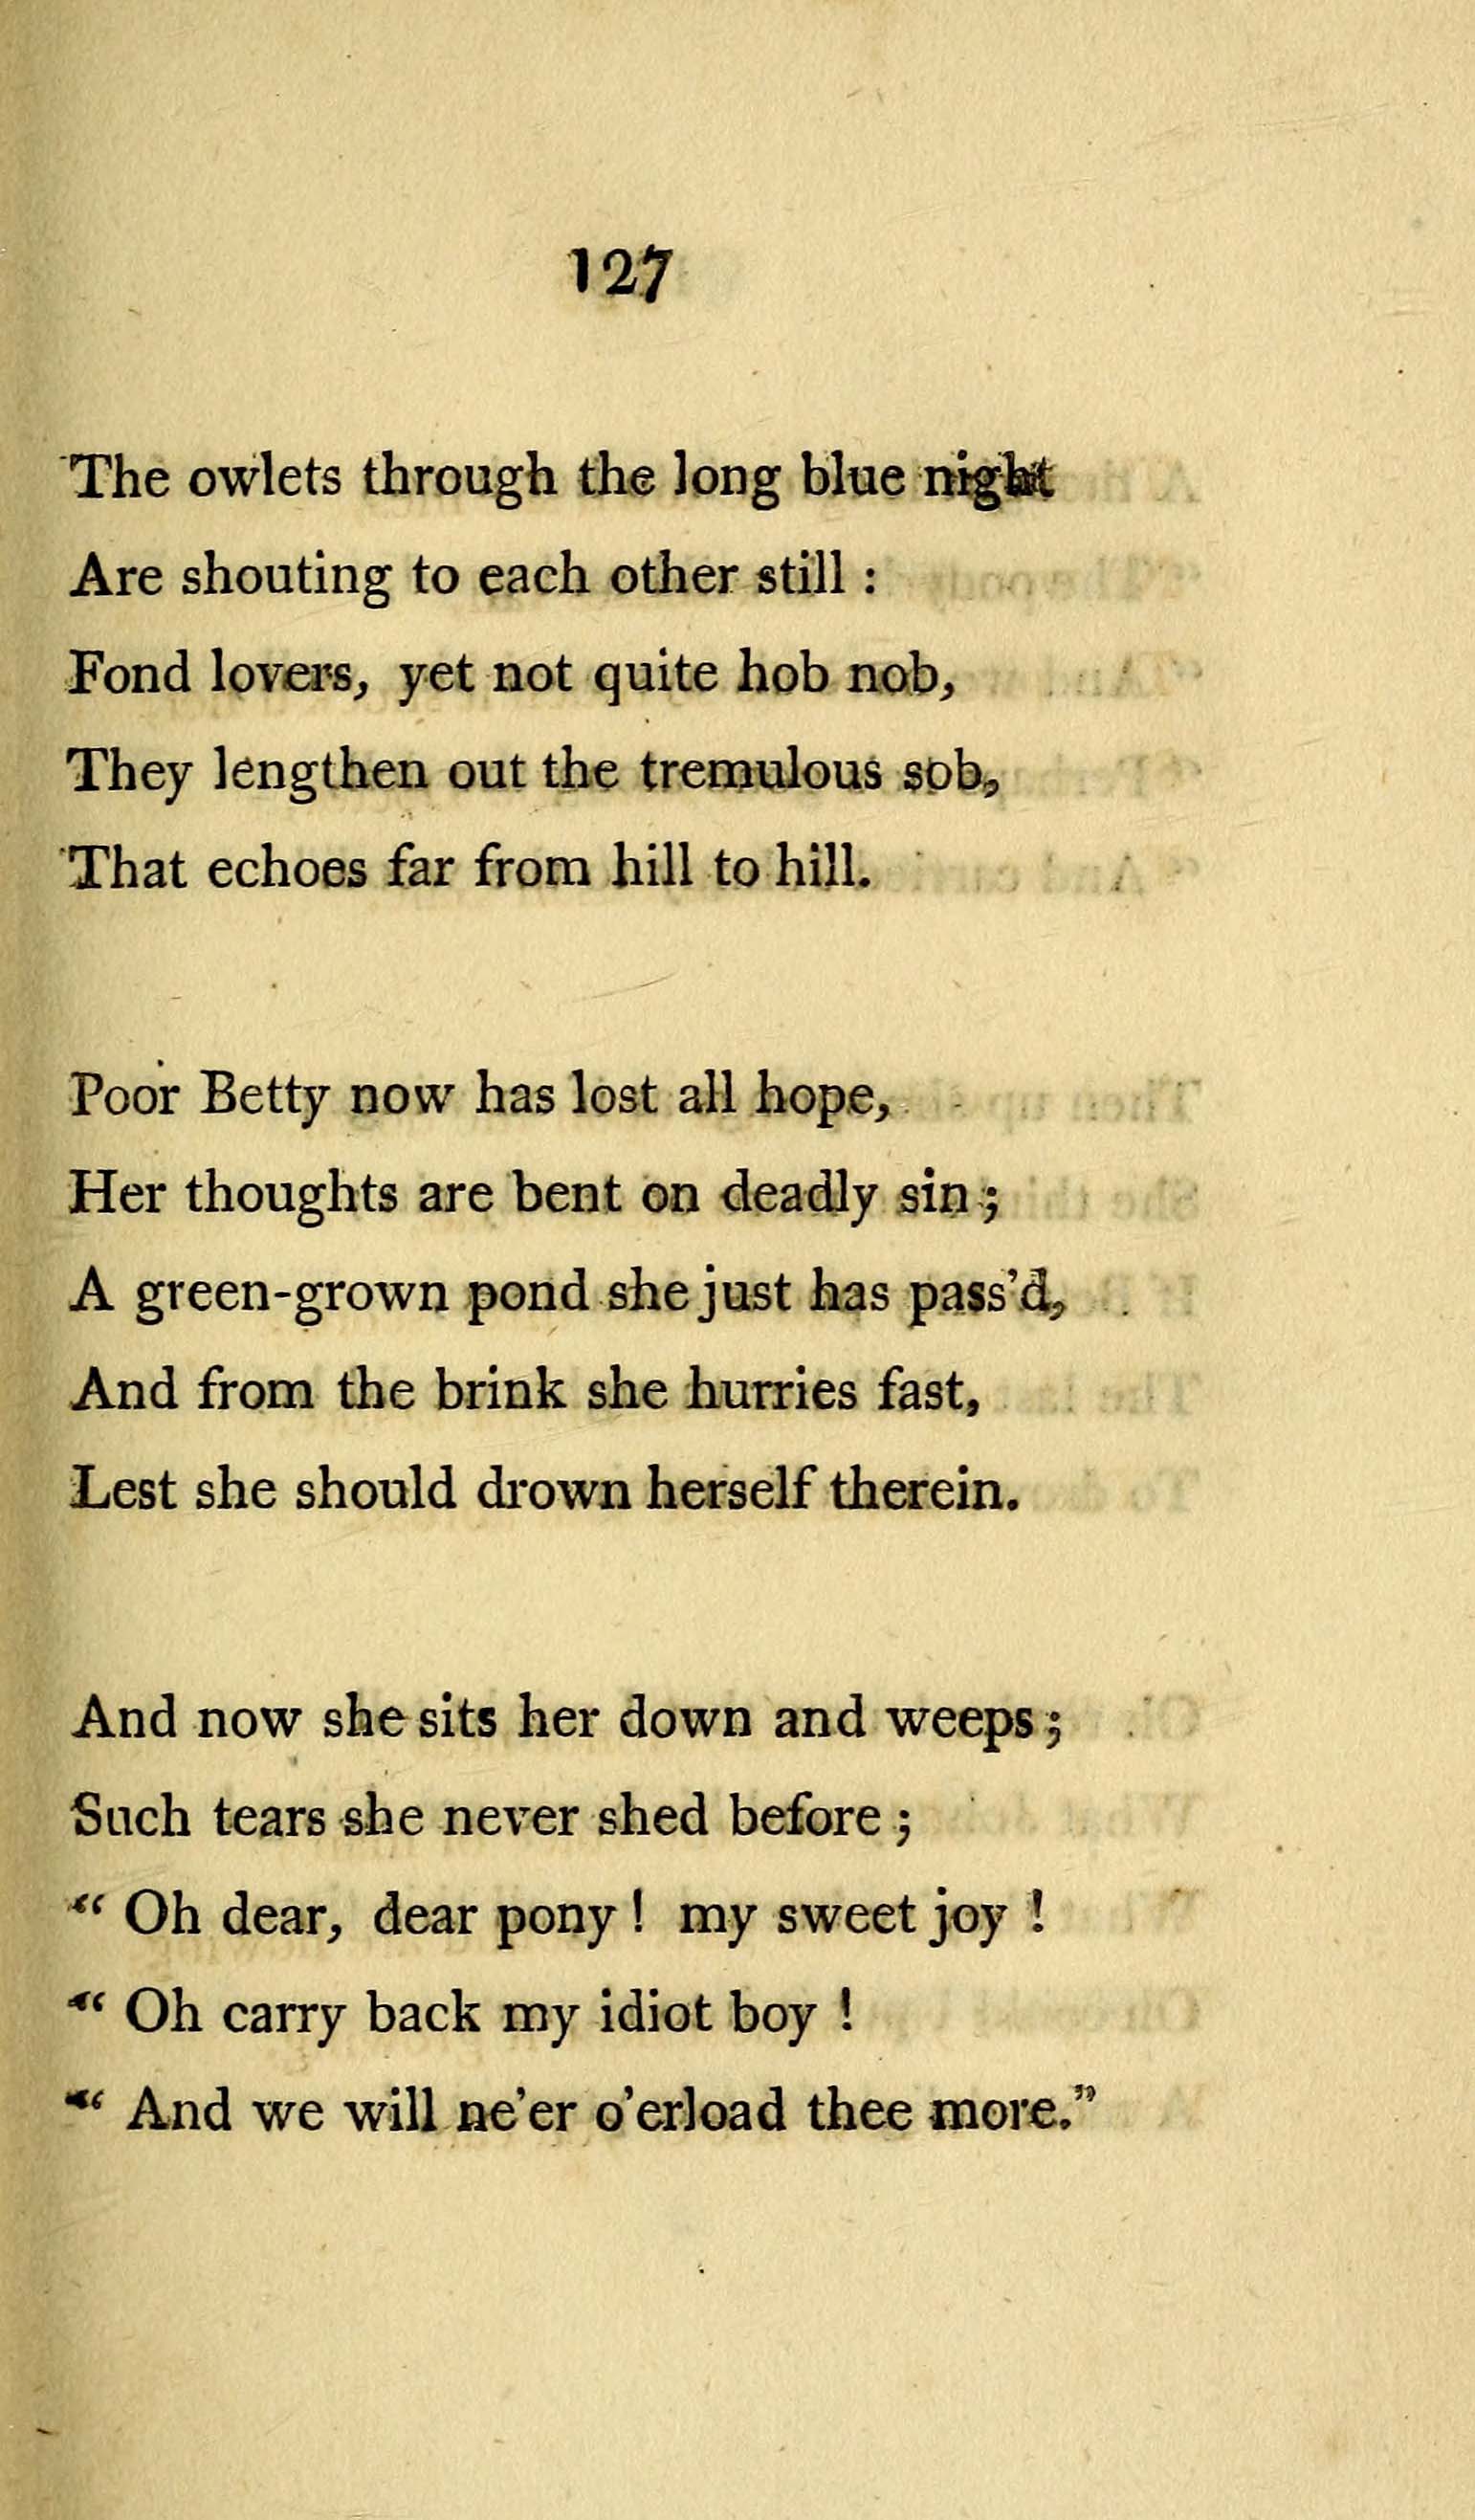 127
The owlets through the long blue night
Are shouting to each other still :
Fond lovers, yet not quite hob nob,
They lengthen out the tremulous sob,
That echoes far from hill to hill.
Poor Betty now has lost all hope,
Her thoughts are bent on deadly sin ;
A green-grown pond she just has pass'd,
And from the brink she hurries fast,
Lest she should drown herself therein.
And now she sits her down and weeps ;
Such tears she never shed before ;
“ Oh dear, dear pony ! my sweet joy !
“ Oh carry back my idiot boy !
“ And we will ne'er o'erload thee more.”